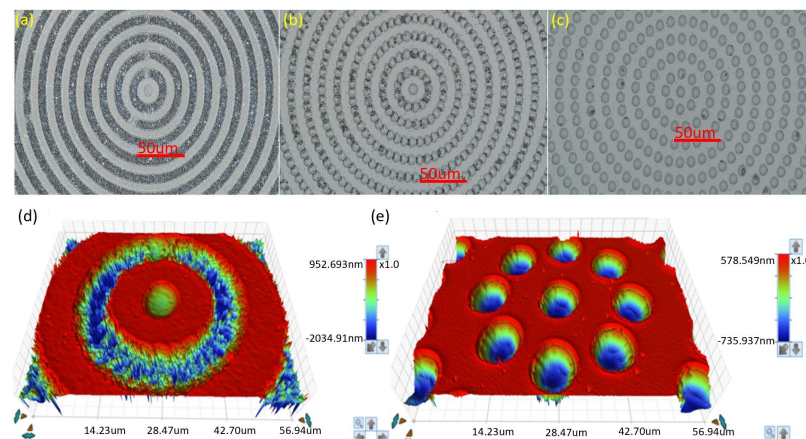 (a)
50um
(b)
50um
(c)
50um
(d)
952.693nm
x1.0
-2034.91nm
14.23um
28.47um
42.70um
56.94um
(e)
578.549nm
x1.0
-735.937nm
14.23um
28.47um
42.70um
56.94um